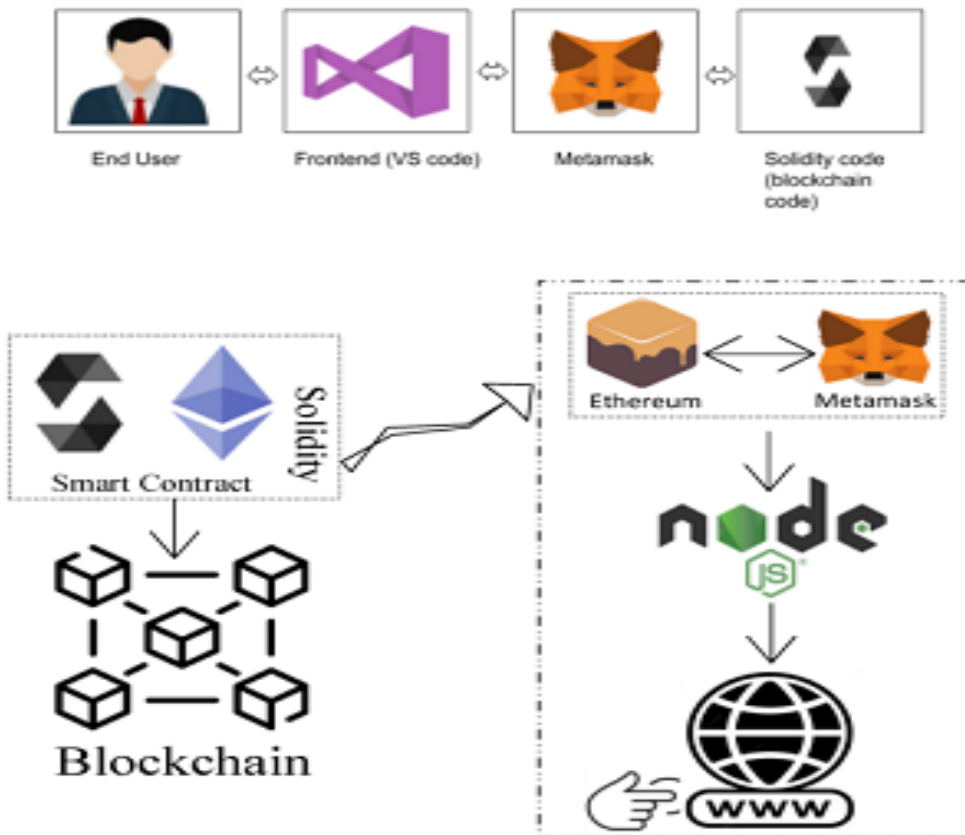 End User
Frontend (VS code)
Metamask
Solidity code
(blockchain
code)
Solidity
Smart Contract
Blockchain
Ethereum
Metamask
node
JS
www